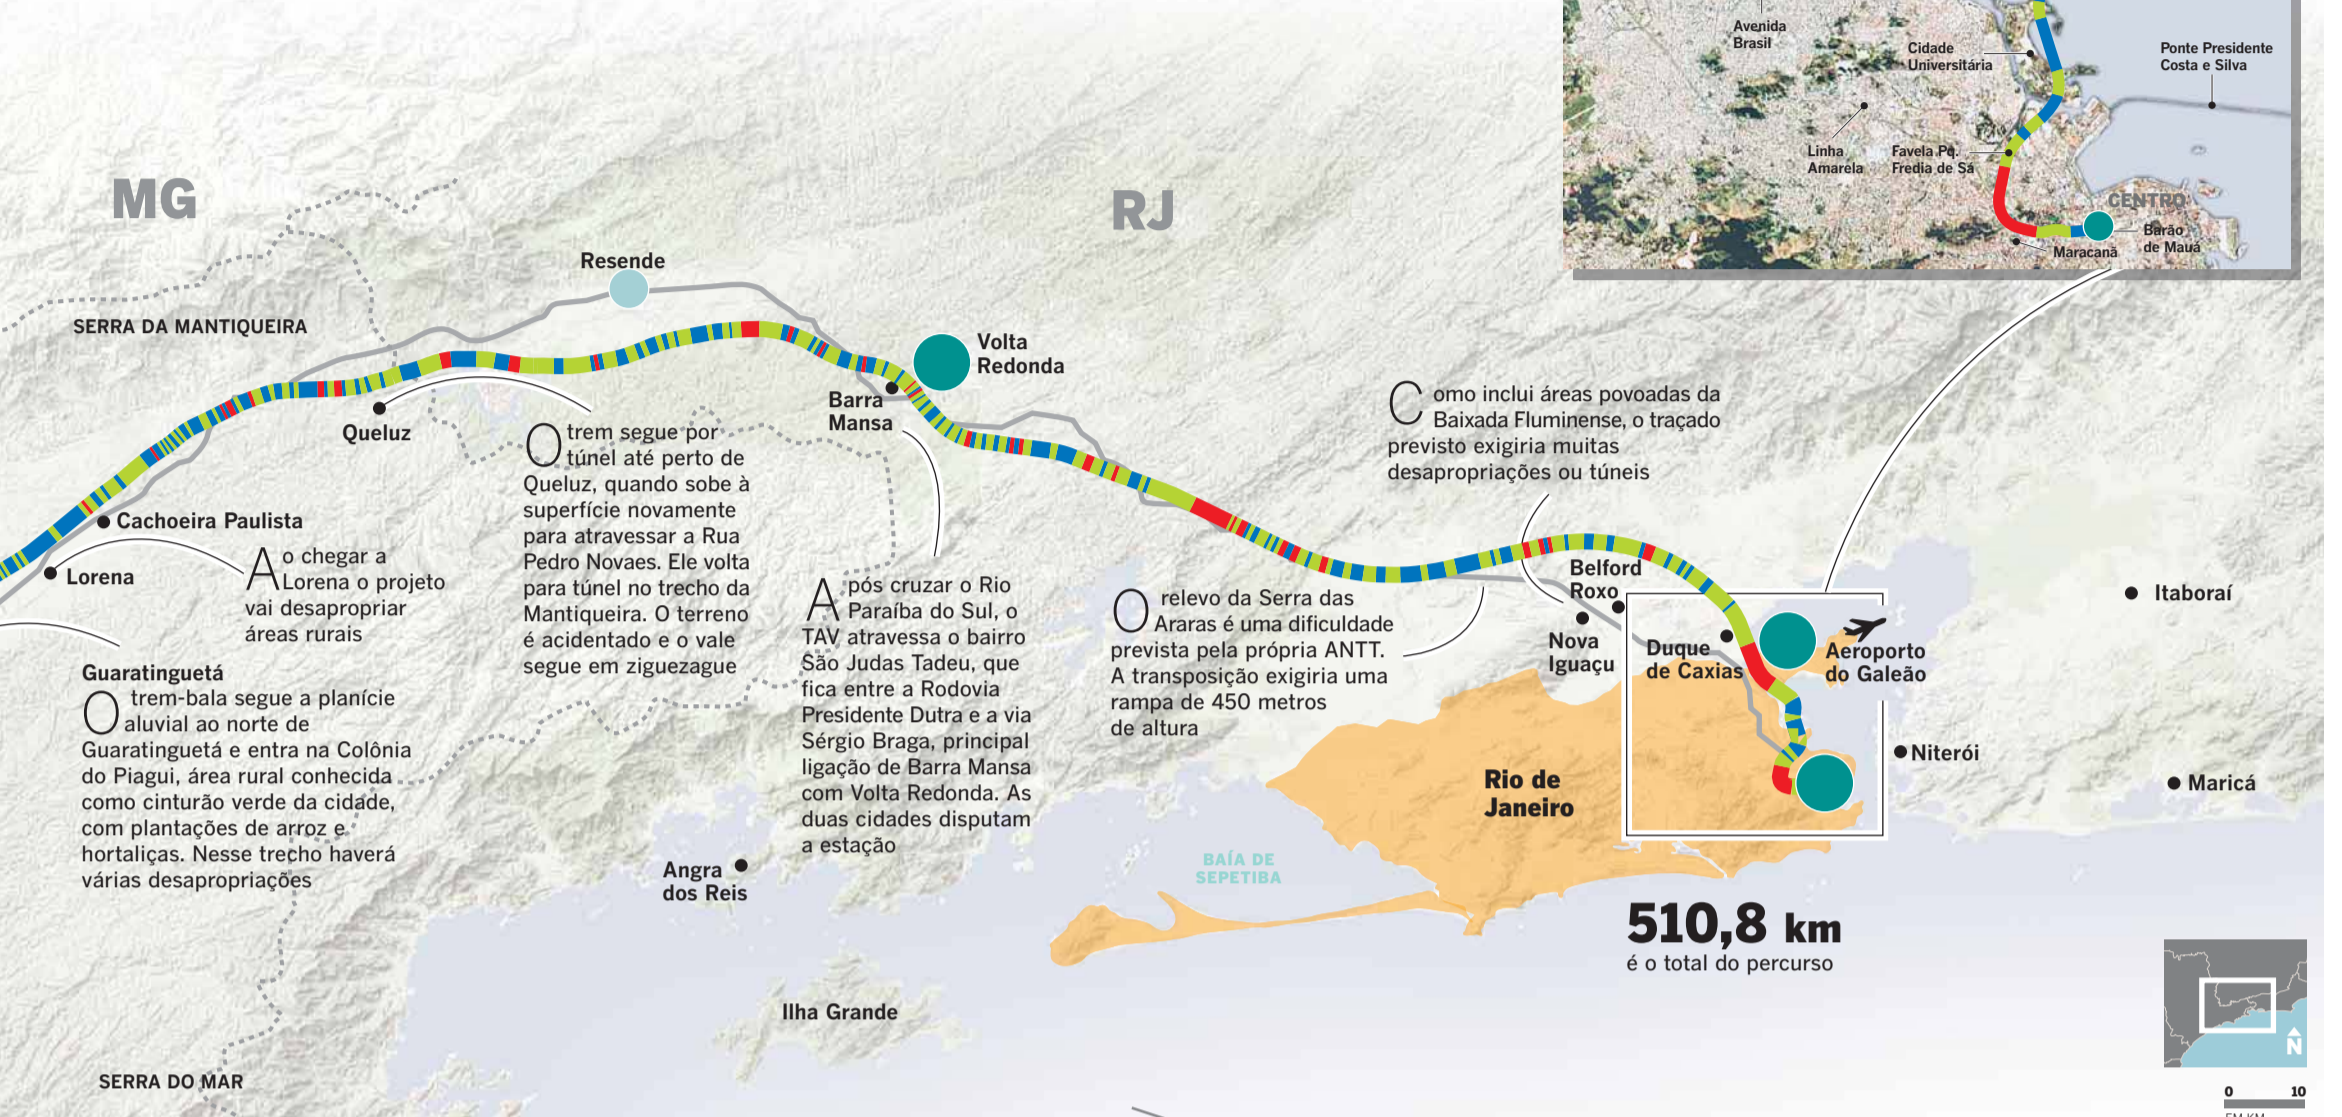 Avenida
Brasil
Cidade
Universitária
Ponte Presidente
Costa e Silva
Linha
Amarela
Favela Pq.
Fredia de Sá
CENTRO
Barão
de Mauá
Maracanã
MG
RJ
Resende
SERRA DA MANTIQUEIRA
Volta
Redonda
Barra
Mansa
Queluz
O trem segue por
túnel até perto de
Queluz, quando sobe à
superfície novamente
para atravessar a Rua
Pedro Novaes. Ele volta
para túnel no trecho da
Mantiqueira. O terreno
é acidentado e o vale
segue em ziguezague
Como inclui áreas povoadas da
Baixada Fluminense, o traçado
previsto exigiria muitas
desapropriações ou túneis
Cachoeira Paulista
Lorena
Ao chegar a
Lorena o projeto
vai desapropriar
áreas rurais
Guaratinguetá
O trem-bala segue a planície
aluvial ao norte de
Guaratinguetá e entra na Colônia
do Piagui, área rural conhecida
como cinturão verde da cidade,
com plantações de arroz e
hortaliças. Nesse trecho haverá
várias desapropriações
Após cruzar o Rio
Paraíba do Sul, o
TAV atravessa o bairro
São Judas Tadeu, que
fica entre a Rodovia
Presidente Dutra e a via
Sérgio Braga, principal
ligação de Barra Mansa
com Volta Redonda. As
duas cidades disputam
a estação
O relevo da Serra das
Araras é uma dificuldade
prevista pela própria ANTT.
A transposição exigiria uma
rampa de 450 metros
de altura
Belford
Roxo
Nova
Iguaçu
Duque
de Caxias
Aeroporto
do Galeão
Itaboraí
Niterói
Maricá
Rio de
Janeiro
BAÍA DE
SEPETIBA
Angra
dos Reis
Ilha Grande
510,8 km
é o total do percurso
SERRA DO MAR
N
0 10
EM KM